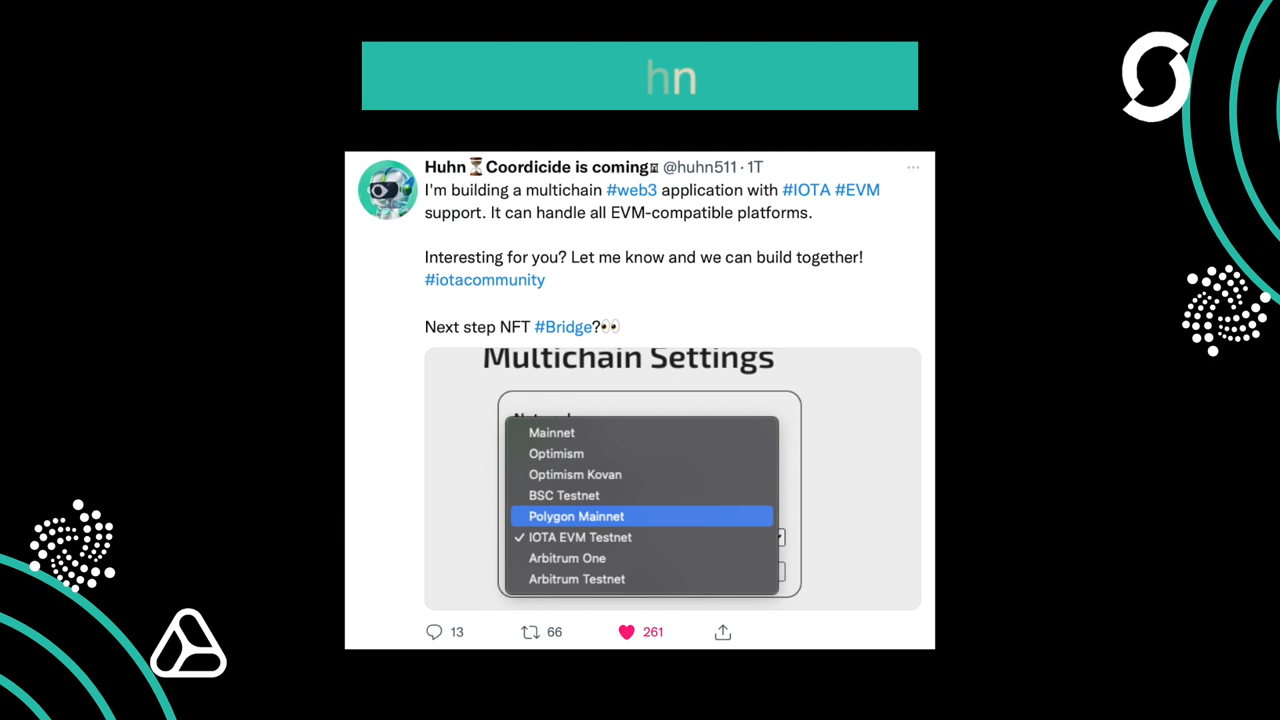 hn
Huhn⏳Coordicide is coming⏳ @huhn511 · 1T
I'm building a multichain #web3 application with #IOTA #EVM
support. It can handle all EVM-compatible platforms.
Interesting for you? Let me know and we can build together!
#iotacommunity
Next step NFT #Bridge?👀
Multichain Settings
Mainnet
Optimism
Optimism Kovan
BSC Testnet
Polygon Mainnet
✓ IOTA EVM Testnet
Arbitrum One
Arbitrum Testnet
13 66 261